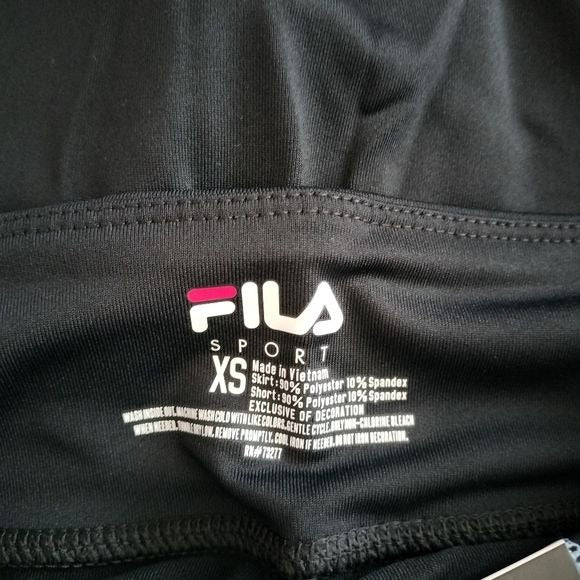 FILA
SPORT
XS
Made in Vietnam
Skirt: 90% Polyester 10% Spandex
Short: 90% Polyester 10% Spandex
EXCLUSIVE OF DECORATION
WASH INSIDE OUT. MACHINE WASH COLD WITH LIKE COLORS. GENTLE CYCLE. ONLY NON-CHLORINE BLEACH
WHEN NEEDED. TUMBLE DRY LOW. REMOVE PROMPTLY. COOL IRON IF NEEDED. DO NOT IRON DECORATION.
RN# 73277